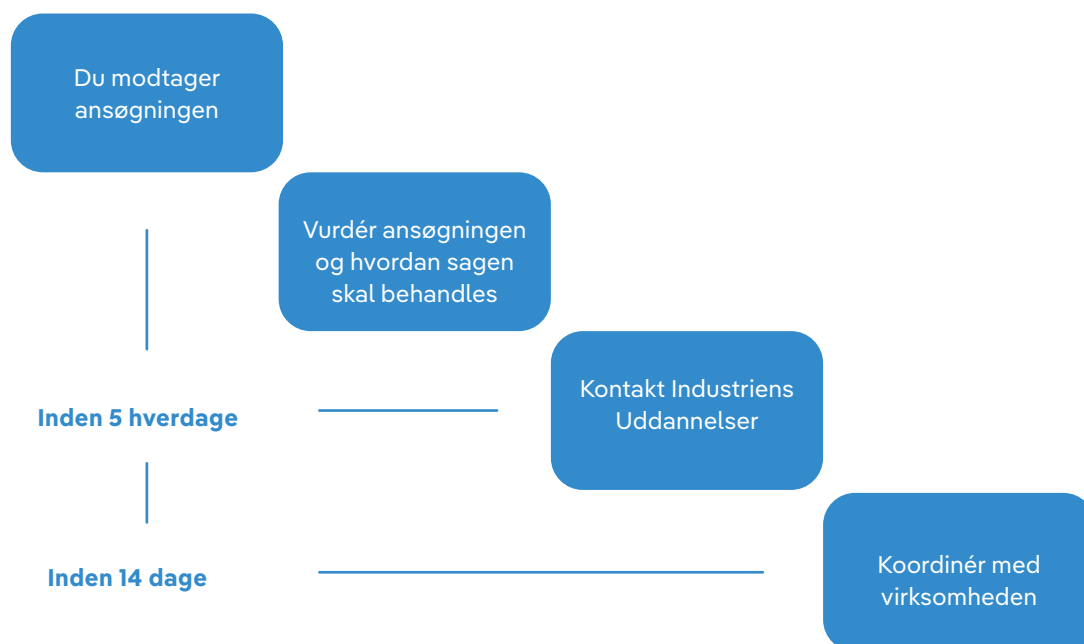 Du modtager
ansøgningen
Vurdér ansøgningen
og hvordan sagen
skal behandles
Kontakt Industriens
Uddannelser
Inden 5 hverdage
Koordinér med
virksomheden
Inden 14 dage